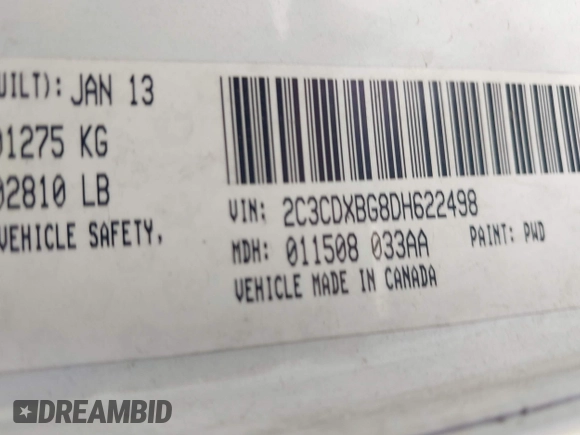 UILT): JAN 13
01275 KG
02810 LB
VEHICLE SAFETY,
VIN: 2C3CDXBG8DH622498
MDH: 011508 033AA PAINT: PWD
VEHICLE MADE IN CANADA
DREAMBID